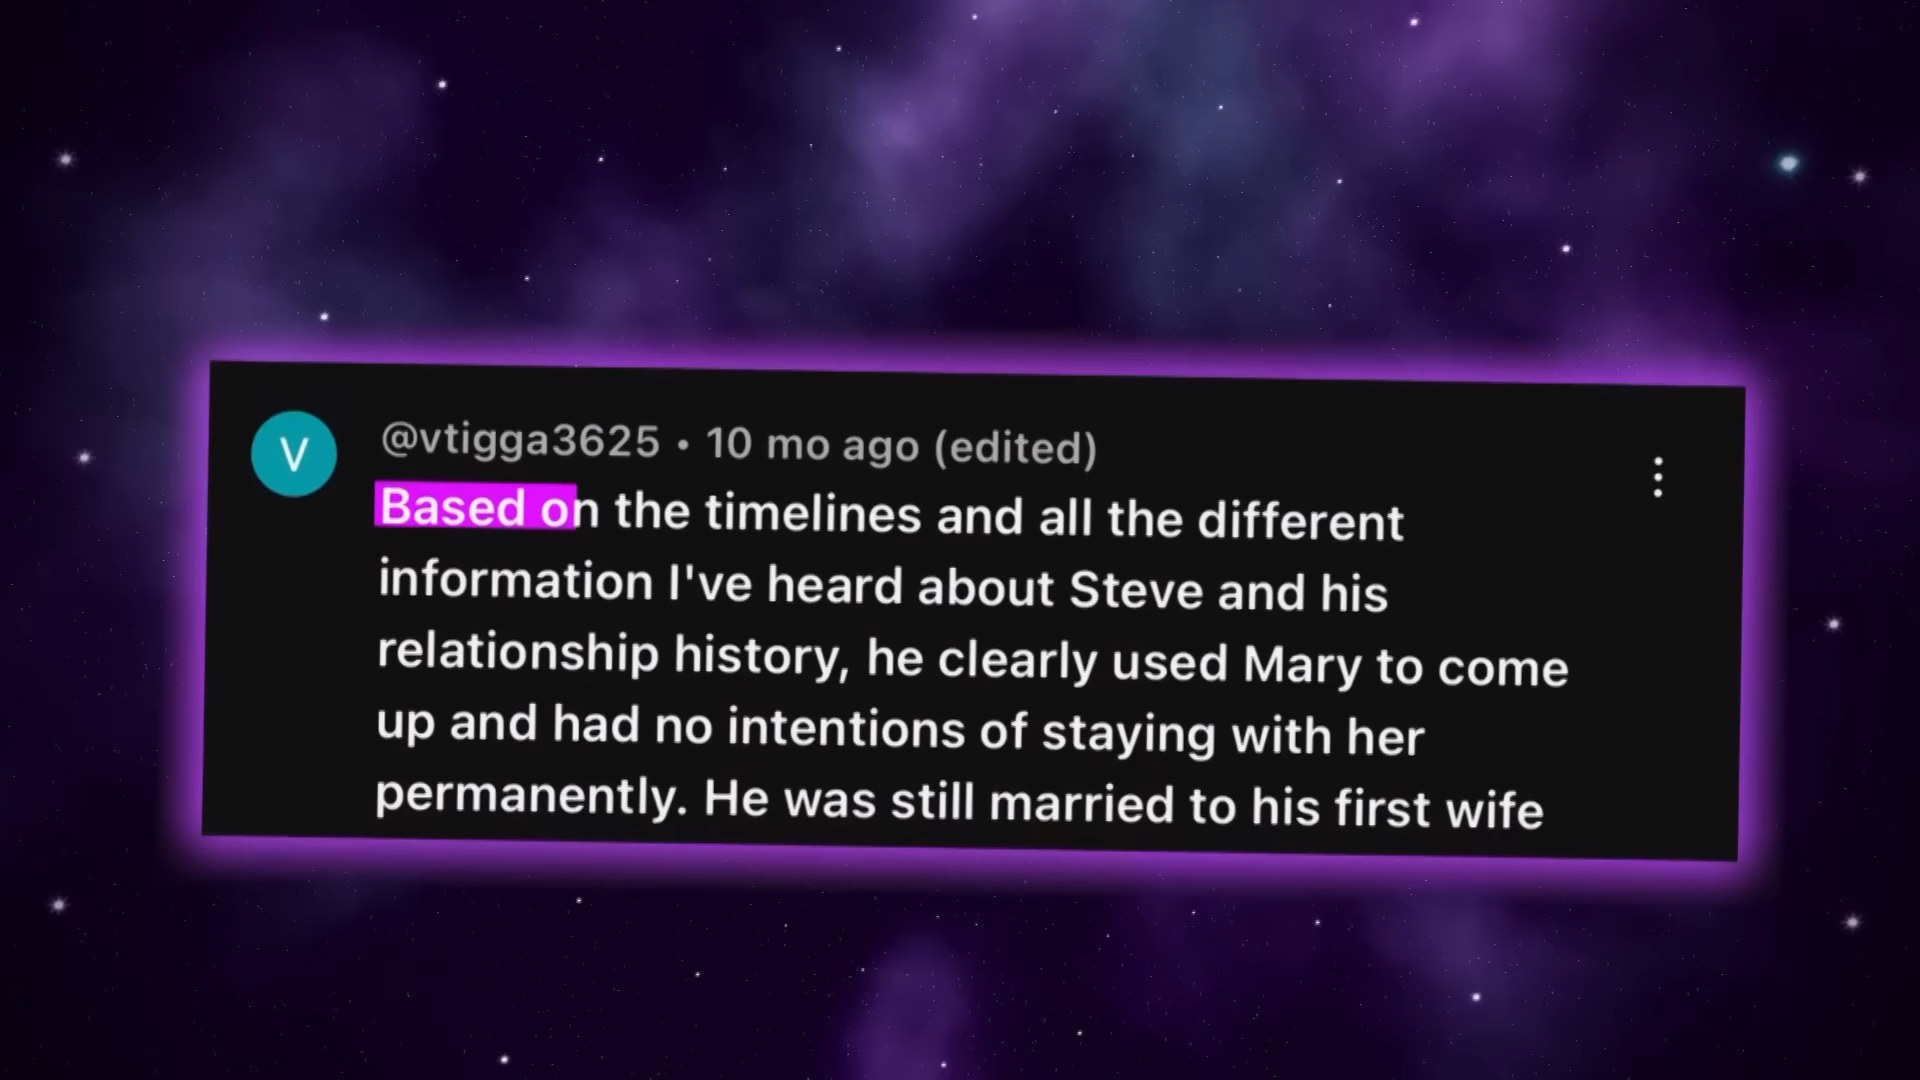 V
@vtigga3625 • 10 mo ago (edited)
Based on the timelines and all the different
information I've heard about Steve and his
relationship history, he clearly used Mary to come
up and had no intentions of staying with her
permanently. He was still married to his first wife